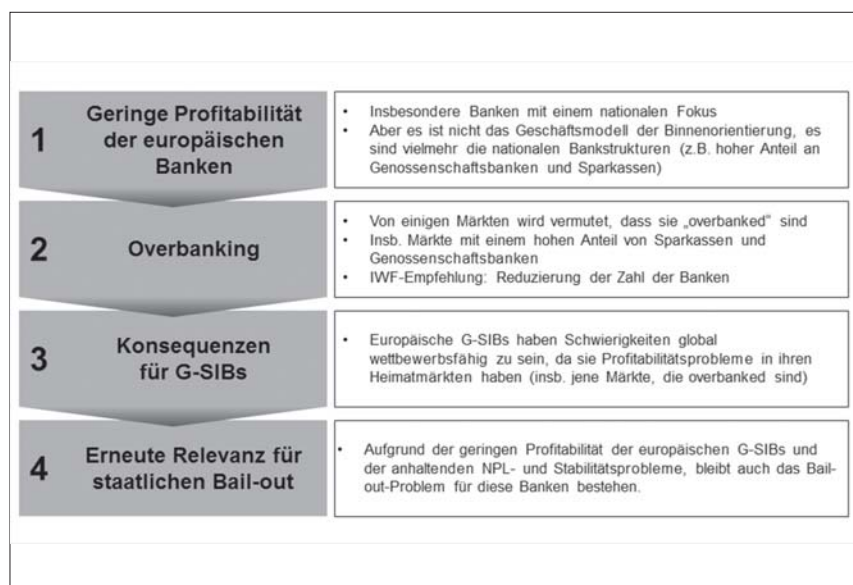 1
Geringe Profitabilität
der europäischen
Banken
• Insbesondere Banken mit einem nationalen Fokus
• Aber es ist nicht das Geschäftsmodell der Binnenorientierung, es
sind vielmehr die nationalen Bankstrukturen (z.B. hoher Anteil an
Genossenschaftsbanken und Sparkassen)
2
Overbanking
• Von einigen Märkten wird vermutet, dass sie „overbanked“ sind
• Insb. Märkte mit einem hohen Anteil von Sparkassen und
Genossenschaftsbanken
• IWF-Empfehlung: Reduzierung der Zahl der Banken
3
Konsequenzen
für G-SIBs
• Europäische G-SIBs haben Schwierigkeiten global
wettbewerbsfähig zu sein, da sie Profitabilitätsprobleme in ihren
Heimatmärkten haben (insb. jene Märkte, die overbanked sind)
4
Erneute Relevanz für
staatlichen Bail-out
• Aufgrund der geringen Profitabilität der europäischen G-SIBs und
der anhaltenden NPL- und Stabilitätsprobleme, bleibt auch das Bail-
out-Problem für diese Banken bestehen.